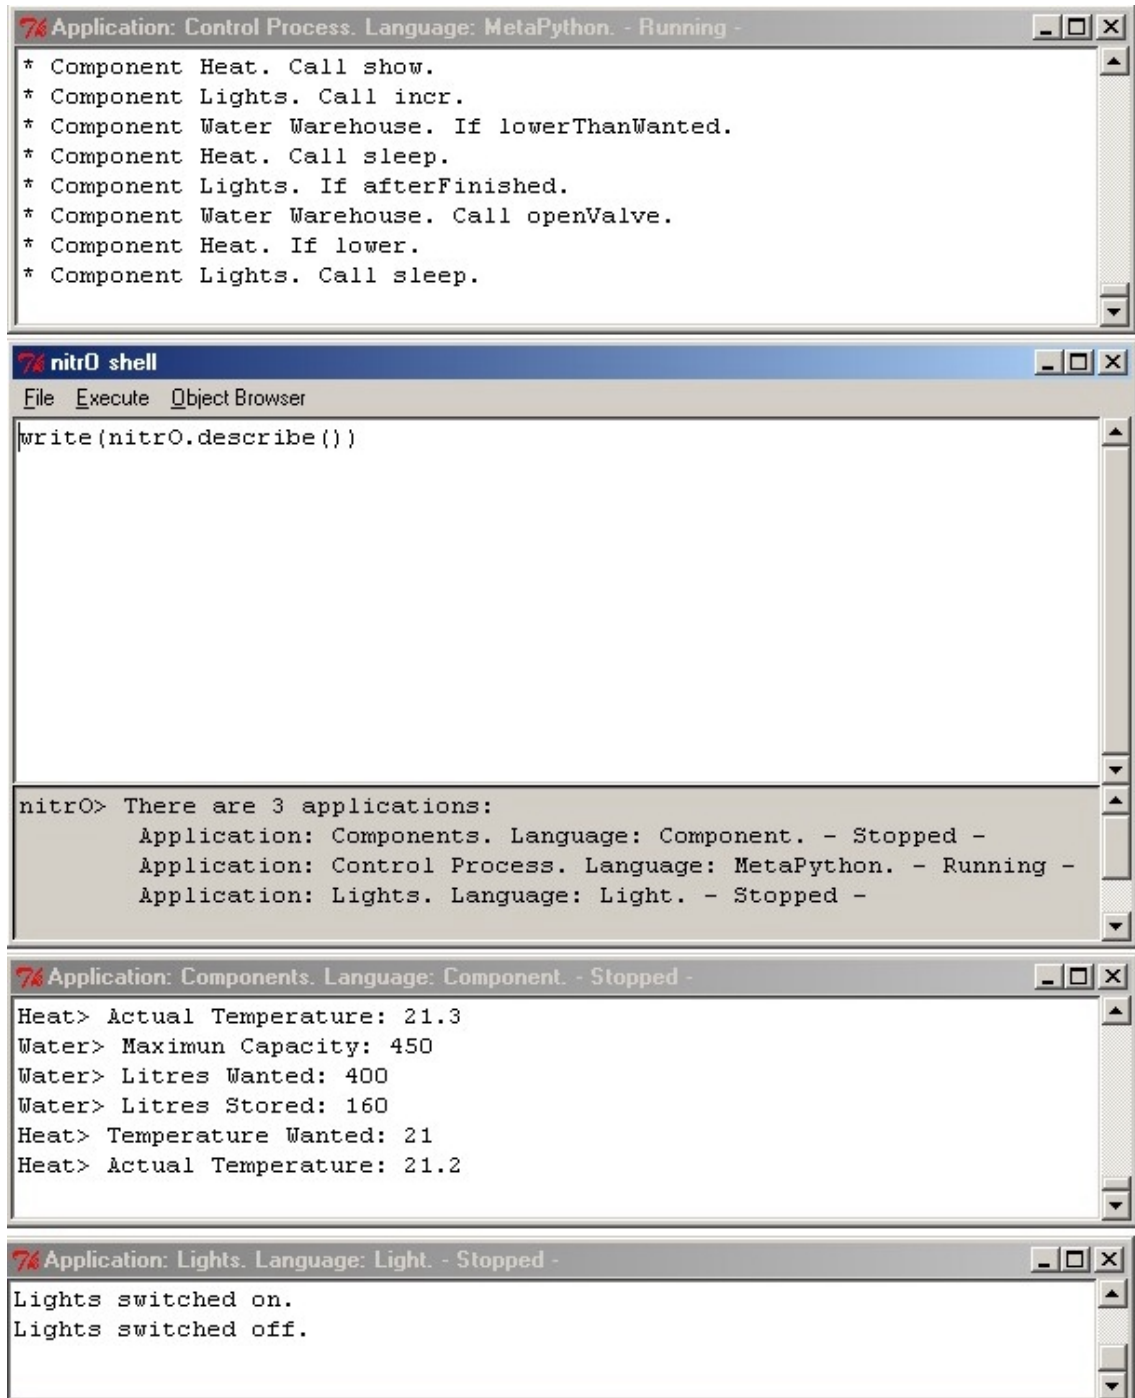 Application: Control Process. Language: MetaPython. - Running -
* Component Heat. Call show.
* Component Lights. Call incr.
* Component Water Warehouse. If lowerThanWanted.
* Component Heat. Call sleep.
* Component Lights. If afterFinished.
* Component Water Warehouse. Call openValve.
* Component Heat. If lower.
* Component Lights. Call sleep.
nitrO shell
File Execute Object Browser
write(nitrO.describe())
nitrO> There are 3 applications:
Application: Components. Language: Component. - Stopped -
Application: Control Process. Language: MetaPython. - Running -
Application: Lights. Language: Light. - Stopped -
Application: Components. Language: Component. - Stopped -
Heat> Actual Temperature: 21.3
Water> Maximun Capacity: 450
Water> Litres Wanted: 400
Water> Litres Stored: 160
Heat> Temperature Wanted: 21
Heat> Actual Temperature: 21.2
Application: Lights. Language: Light. - Stopped -
Lights switched on.
Lights switched off.